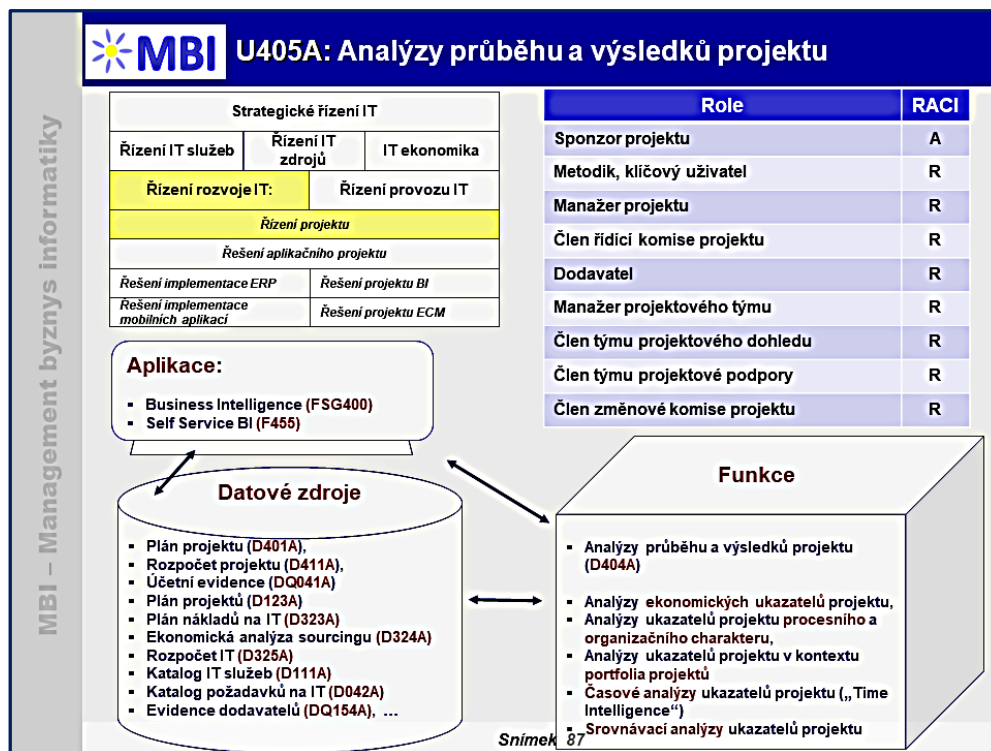 MBI – Management byznys informatiky
MBI
U405A: Analýzy průběhu a výsledků projektu
Strategické řízení IT
Řízení IT služeb
Řízení IT
zdrojů
IT ekonomika
Řízení rozvoje IT:
Řízení provozu IT
Řízení projektu
Řešení aplikačního projektu
Řešení implementace ERP
Řešení projektu BI
Řešení implementace
mobilních aplikací
Řešení projektu ECM
Role RACI
Sponzor projektu A
Metodik, klíčový uživatel R
Manažer projektu R
Člen řídící komise projektu R
Dodavatel R
Manažer projektového týmu R
Člen týmu projektového dohledu R
Člen týmu projektové podpory R
Člen změnové komise projektu R
Aplikace:
▪ Business Intelligence (FSG400)
▪ Self Service BI (F455)
Datové zdroje
▪ Plán projektu (D401A),
▪ Rozpočet projektu (D411A),
▪ Účetní evidence (DQ041A)
▪ Plán projektů (D123A)
▪ Plán nákladů na IT (D323A)
▪ Ekonomická analýza sourcingu (D324A)
▪ Rozpočet IT (D325A)
▪ Katalog IT služeb (D111A)
▪ Katalog požadavků na IT (D042A)
▪ Evidence dodavatelů (DQ154A), …
Funkce
▪ Analýzy průběhu a výsledků projektu
(D404A)
▪ Analýzy ekonomických ukazatelů projektu,
▪ Analýzy ukazatelů projektu procesního a
organizačního charakteru,
▪ Analýzy ukazatelů projektu v kontextu
portfolia projektů
▪ Časové analýzy ukazatelů projektu („Time
Intelligence“)
▪ Srovnávací analýzy ukazatelů projektu
Snímek 87